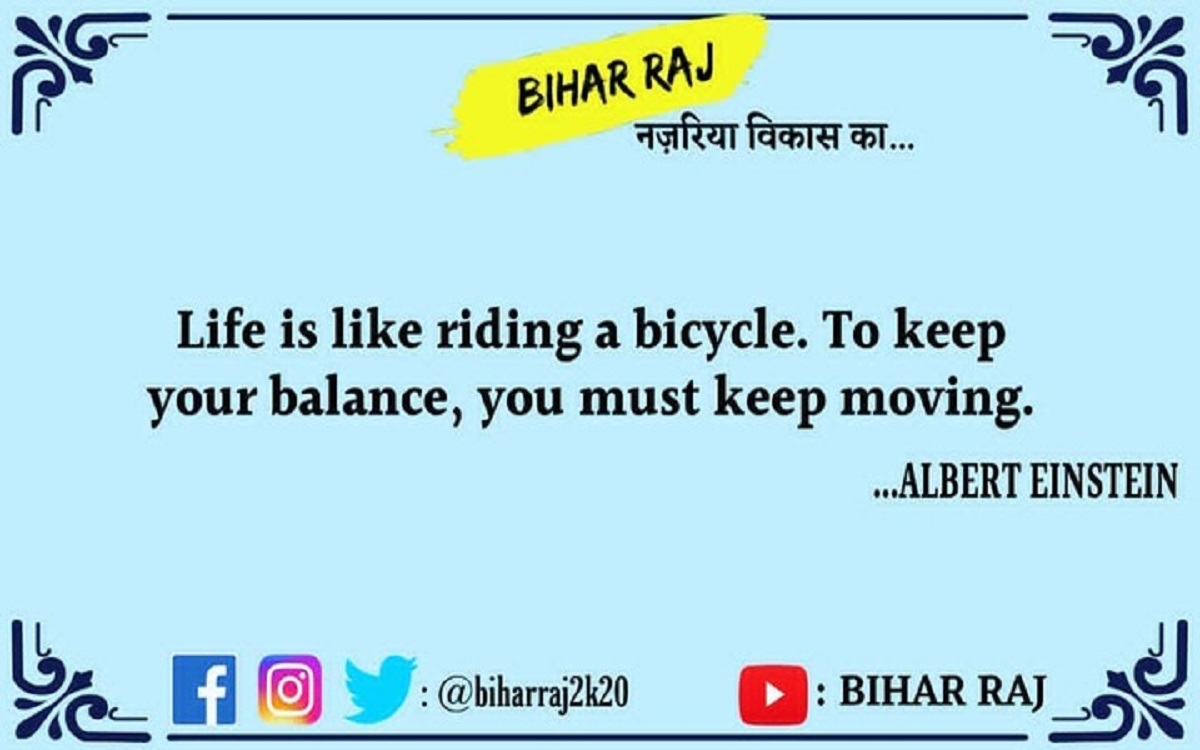 BIHAR RAJ
नज़रिया विकास का...
Life is like riding a bicycle. To keep
your balance, you must keep moving.
...ALBERT EINSTEIN
: @biharraj2k20
: BIHAR RAJ